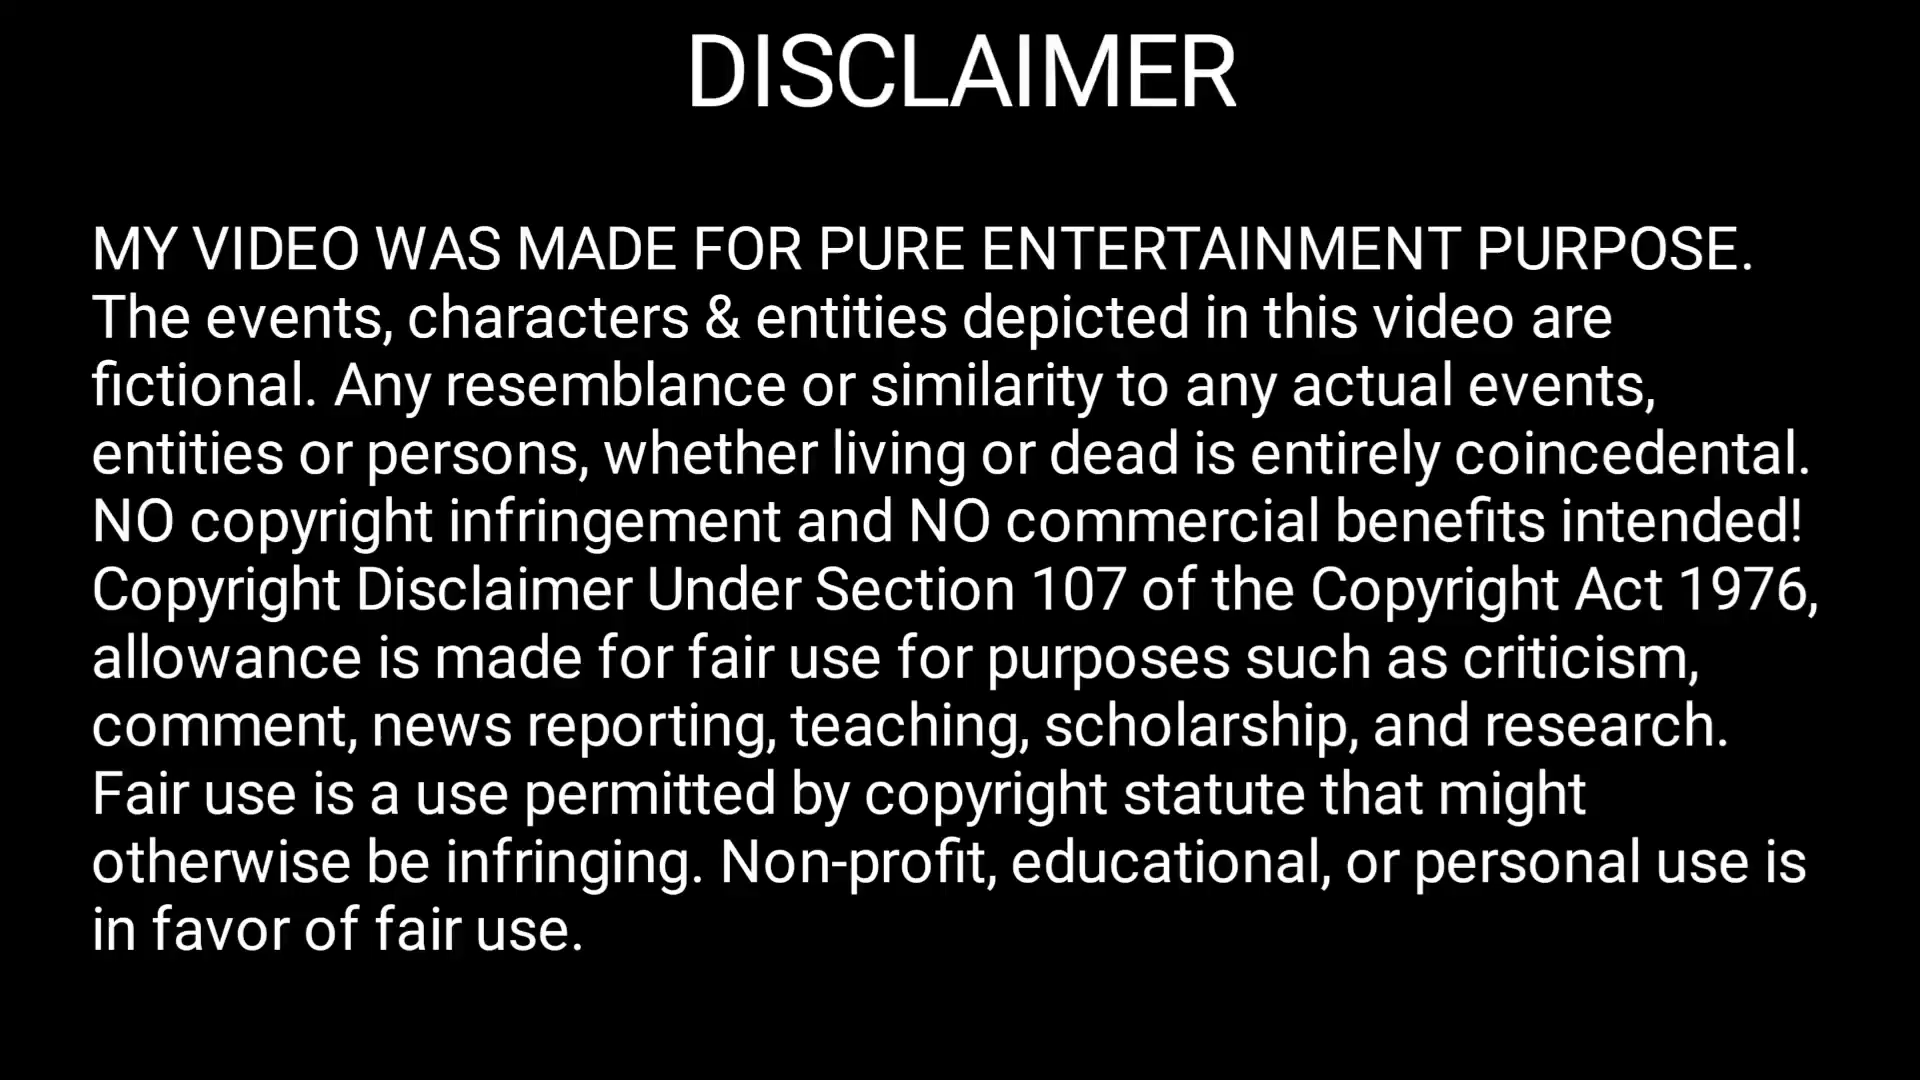 DISCLAIMER
MY VIDEO WAS MADE FOR PURE ENTERTAINMENT PURPOSE.
The events, characters & entities depicted in this video are
fictional. Any resemblance or similarity to any actual events,
entities or persons, whether living or dead is entirely coincedental.
NO copyright infringement and NO commercial benefits intended!
Copyright Disclaimer Under Section 107 of the Copyright Act 1976,
allowance is made for fair use for purposes such as criticism,
comment, news reporting, teaching, scholarship, and research.
Fair use is a use permitted by copyright statute that might
otherwise be infringing. Non-profit, educational, or personal use is
in favor of fair use.